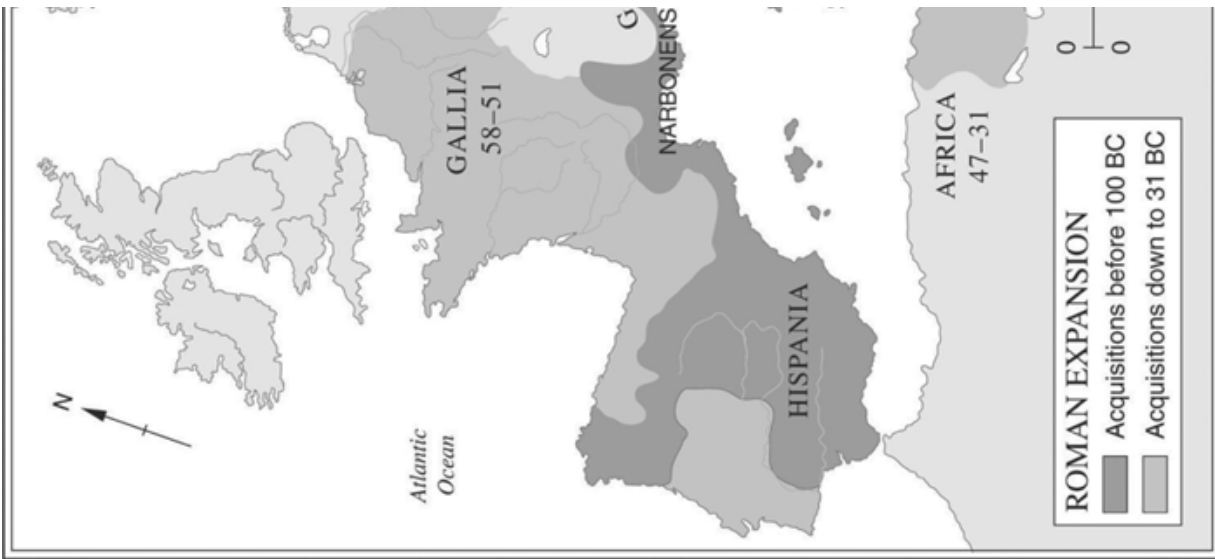 N
Atlantic
Ocean
GALLIA
58–51
G
NARBONENS
HISPANIA
AFRICA
47–31
0
0
ROMAN EXPANSION
Acquisitions before 100 BC
Acquisitions down to 31 BC